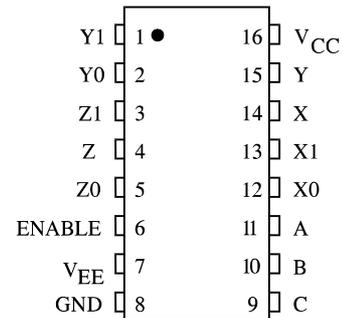 Y1 1 16 VCC
Y0 2 15 Y
Z1 3 14 X
Z 4 13 X1
Z0 5 12 X0
ENABLE 6 11 A
VEE 7 10 B
GND 8 9 C